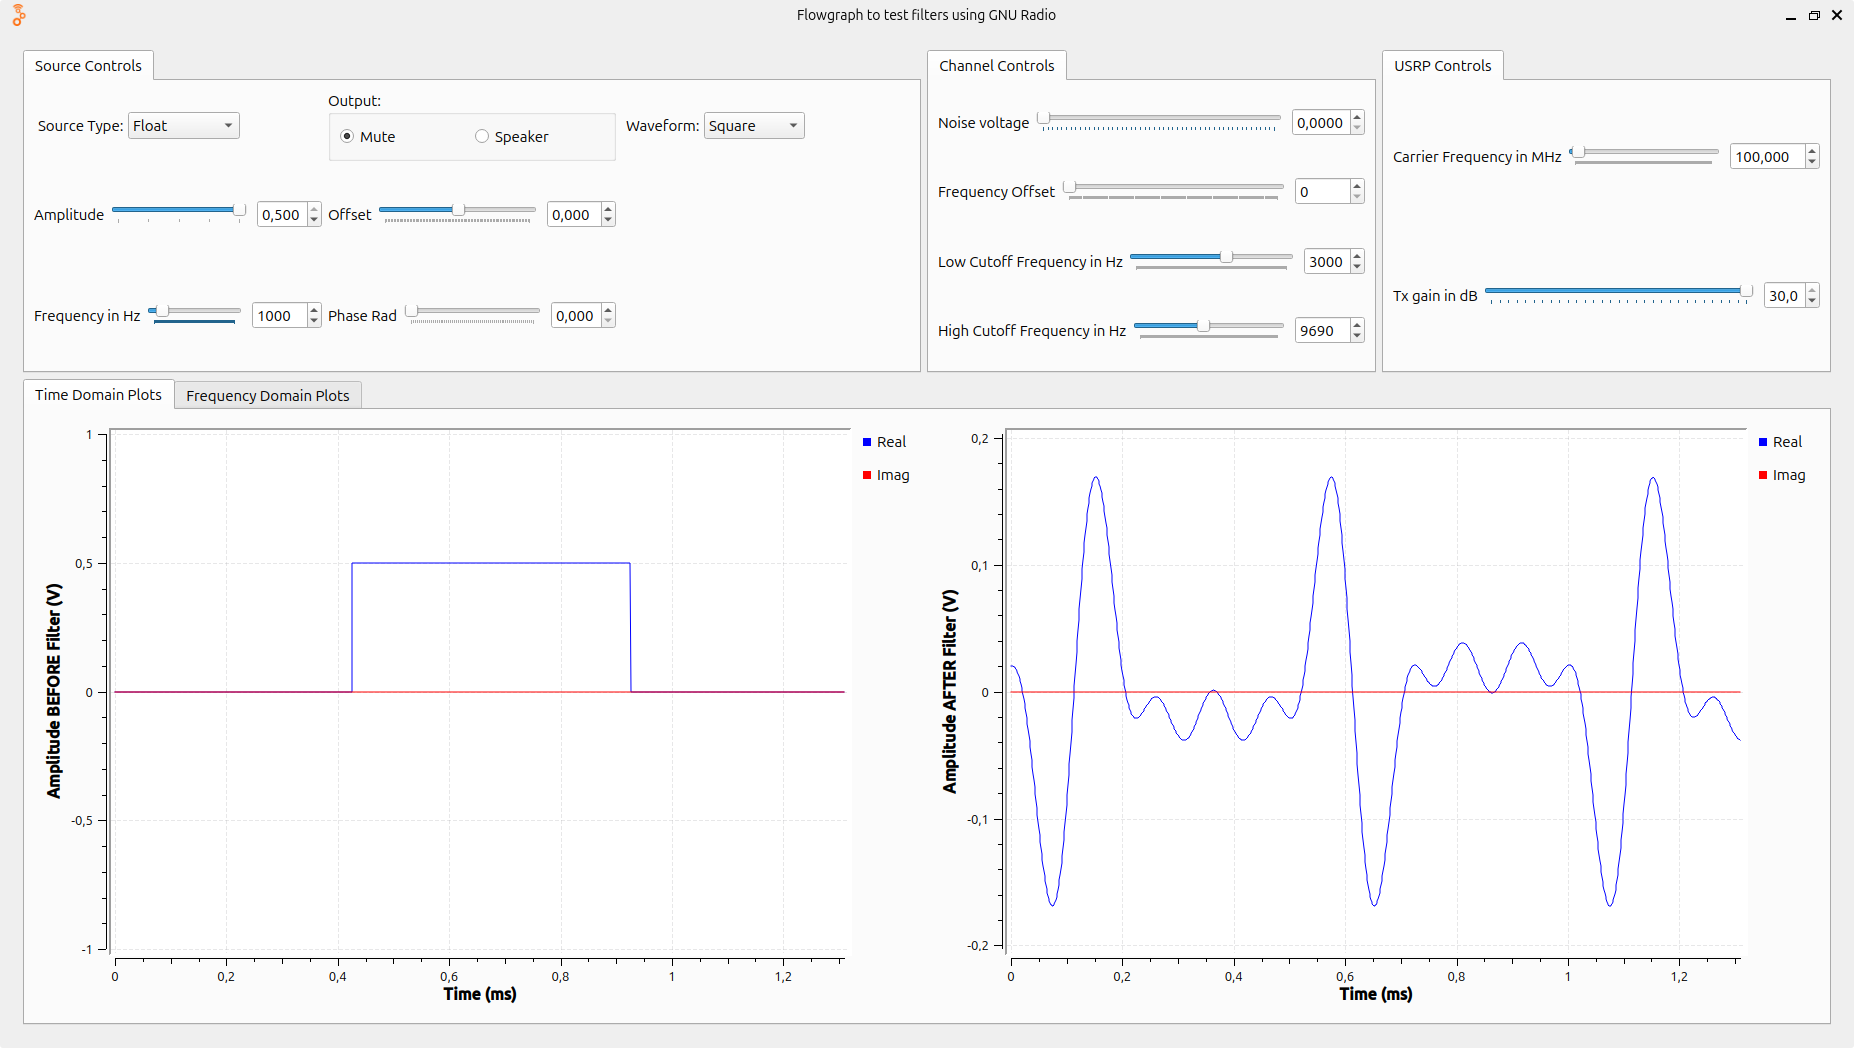 Flowgraph to test filters using GNU Radio
Source Controls
Source Type: Float
Output:
Mute
Speaker
Waveform: Square
Amplitude 0,500
Offset 0,000
Frequency in Hz 1000
Phase Rad 0,000
Channel Controls
Noise voltage 0,0000
Frequency Offset 0
Low Cutoff Frequency in Hz 3000
High Cutoff Frequency in Hz 9690
USRP Controls
Carrier Frequency in MHz 100,000
Tx gain in dB 30,0
Time Domain Plots
Frequency Domain Plots
Amplitude BEFORE Filter (V)
1
0,5
0
-0,5
-1
0 0,2 0,4 0,6 0,8 1 1,2
Time (ms)
Real
Imag
Amplitude AFTER Filter (V)
0,2
0,1
0
-0,1
-0,2
0 0,2 0,4 0,6 0,8 1 1,2
Time (ms)
Real
Imag